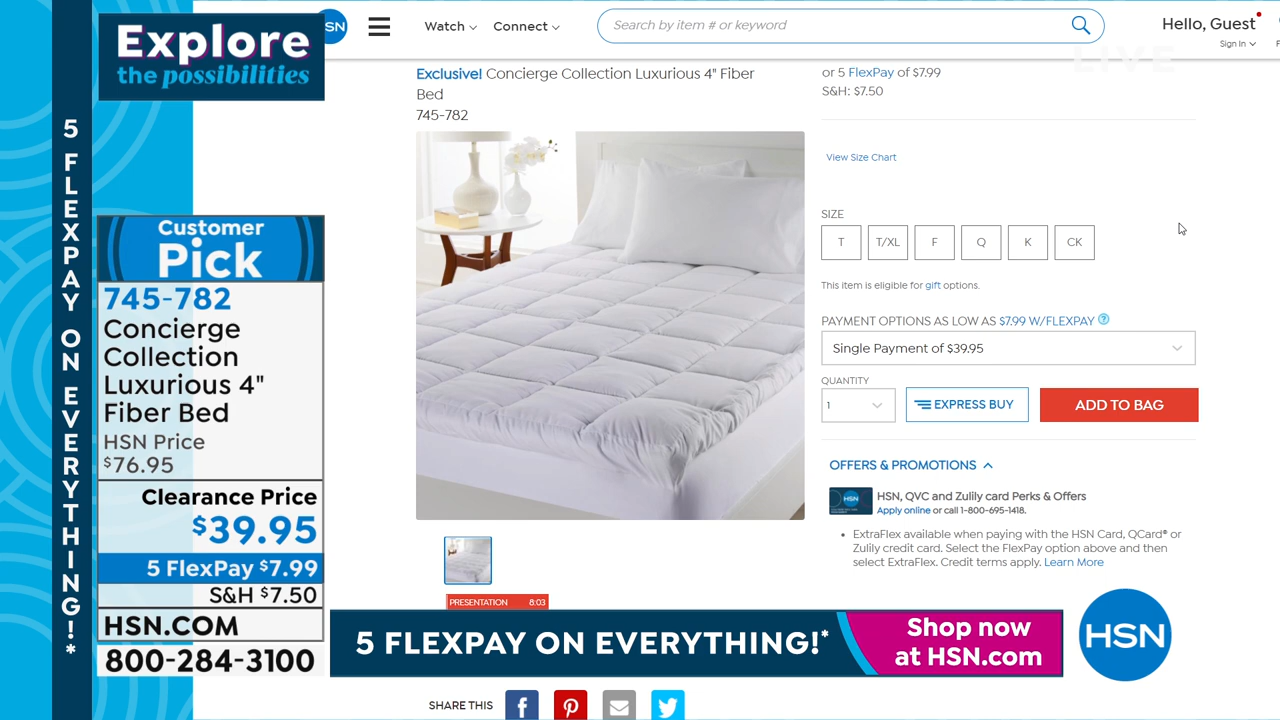 Explore
the possibilities
5 FLEXPAY ON EVERYTHING!*
Customer
Pick
745-782
Concierge
Collection
Luxurious 4"
Fiber Bed
HSN Price
$76.95
Clearance Price
$39.95
5 FlexPay $7.99
S&H $7.50
HSN.COM
800-284-3100
SN
Watch
Connect
Search by item # or keyword
Hello, Guest
Sign In
LIVE
Exclusive! Concierge Collection Luxurious 4" Fiber
Bed
745-782
or 5 FlexPay of $7.99
S&H: $7.50
View Size Chart
SIZE
T T/XL F Q K CK
This item is eligible for gift options.
PAYMENT OPTIONS AS LOW AS $7.99 W/FLEXPAY ?
Single Payment of $39.95
QUANTITY
1
EXPRESS BUY
ADD TO BAG
OFFERS & PROMOTIONS
HSN
HSN, QVC and Zulily card Perks & Offers
Apply online or call 1-800-695-1418.
• ExtraFlex available when paying with the HSN Card, QCard® or
Zulily credit card. Select the FlexPay option above and then
select ExtraFlex. Credit terms apply. Learn More
PRESENTATION 8:03
5 FLEXPAY ON EVERYTHING!*
Shop now
at HSN.com
HSN
SHARE THIS